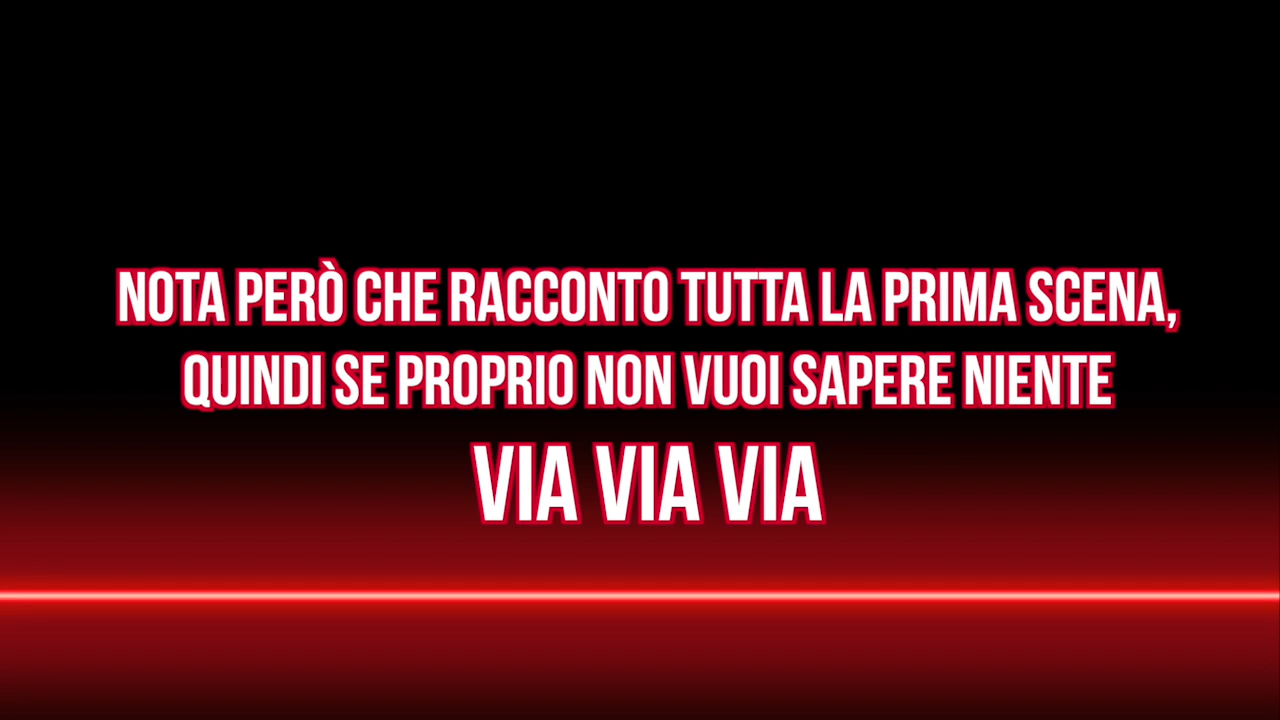 NOTA PERÒ CHE RACCONTO TUTTA LA PRIMA SCENA,
QUINDI SE PROPRIO NON VUOI SAPERE NIENTE
VIA VIA VIA